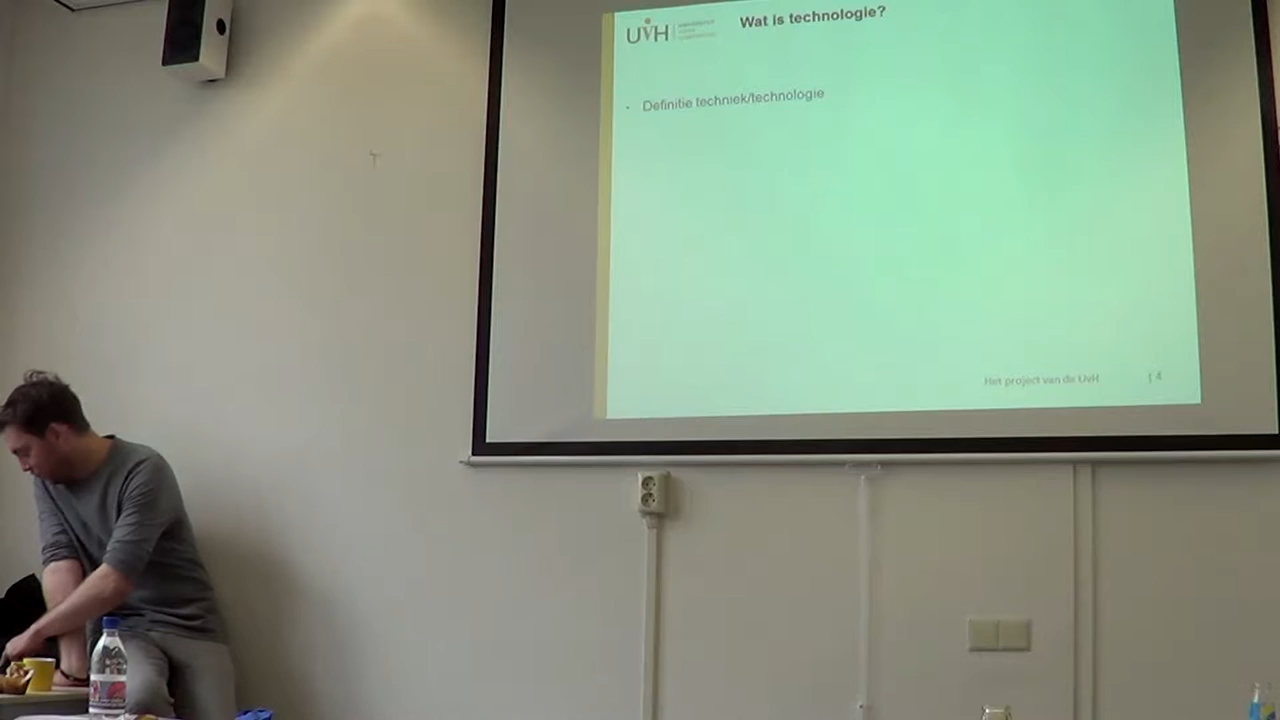 UVH
Wat is technologie?
- Definitie techniek/technologie
Het project van de UvH
| 4